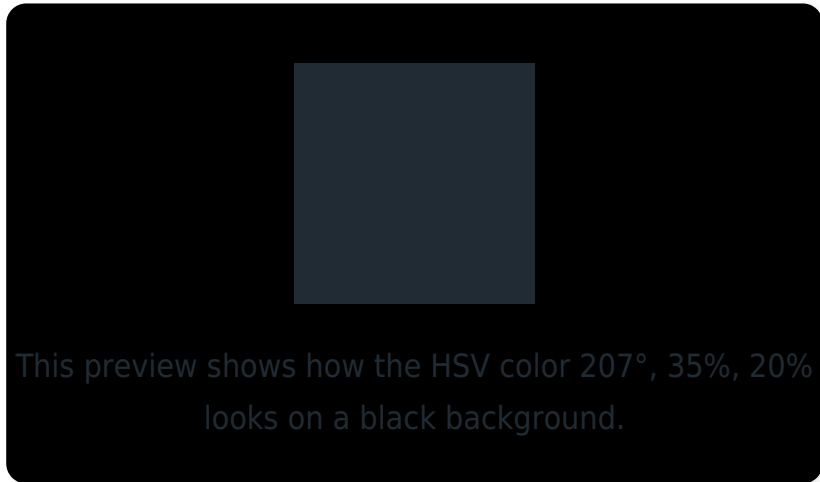 This preview shows how the HSV color 207°, 35%, 20%
looks on a black background.